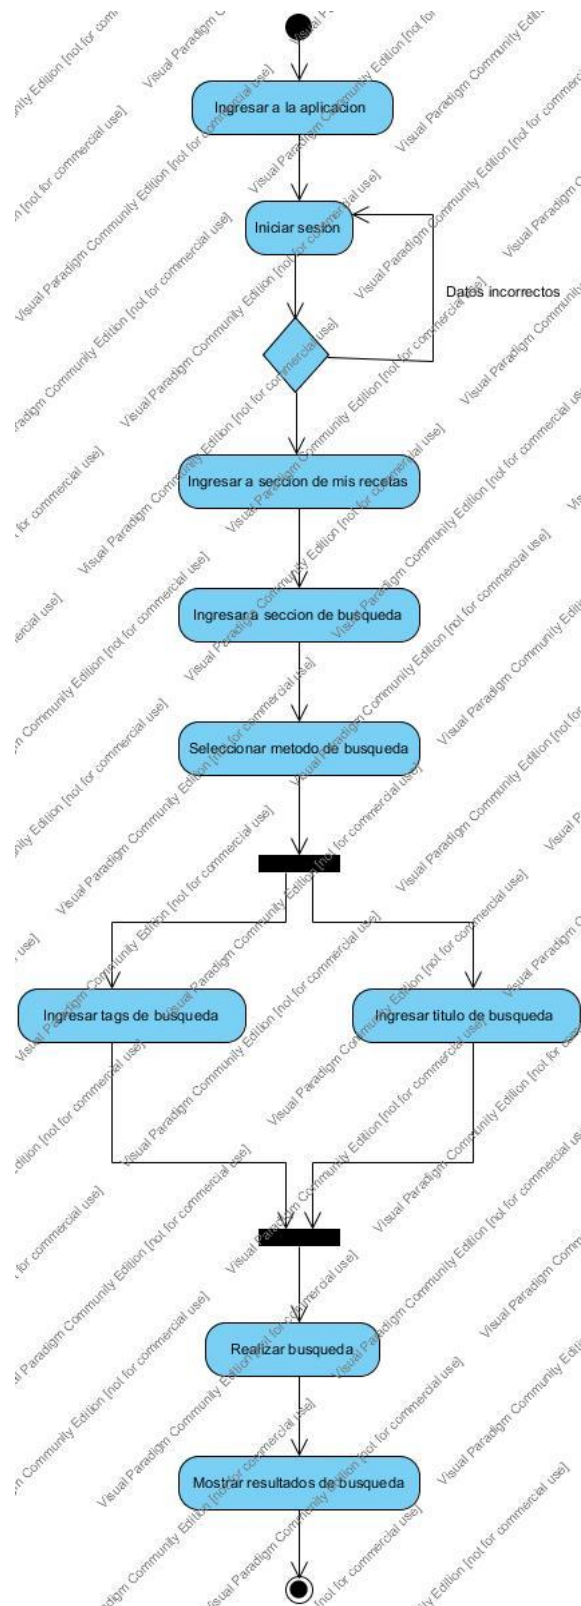 Ingresar a la aplicacion
Iniciar sesion
Datos incorrectos
Ingresar a seccion de mis recetas
Ingresar a seccion de busqueda
Seleccionar metodo de busqueda
Ingresar tags de busqueda
Ingresar titulo de busqueda
Realizar busqueda
Mostrar resultados de busqueda
Visual Paradigm Community Edition [not for commercial use]